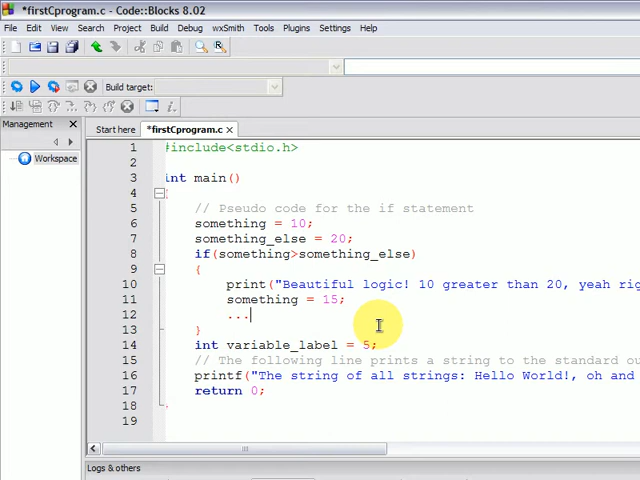 *firstCprogram.c - Code::Blocks 8.02
File Edit View Search Project Build Debug wxSmith Tools Plugins Settings Help
Build target:
Management
Start here *firstCprogram.c
Workspace
1 #include<stdio.h>
2
3 int main()
4 {
5 // Pseudo code for the if statement
6 something = 10;
7 something_else = 20;
8 if(something>something_else)
9 {
10 print("Beautiful logic! 10 greater than 20, yeah rig
11 something = 15;
12 ...
13 }
14 int variable_label = 5;
15 // The following line prints a string to the standard ou
16 printf("The string of all strings: Hello World!, oh and
17 return 0;
18
19
Logs & others